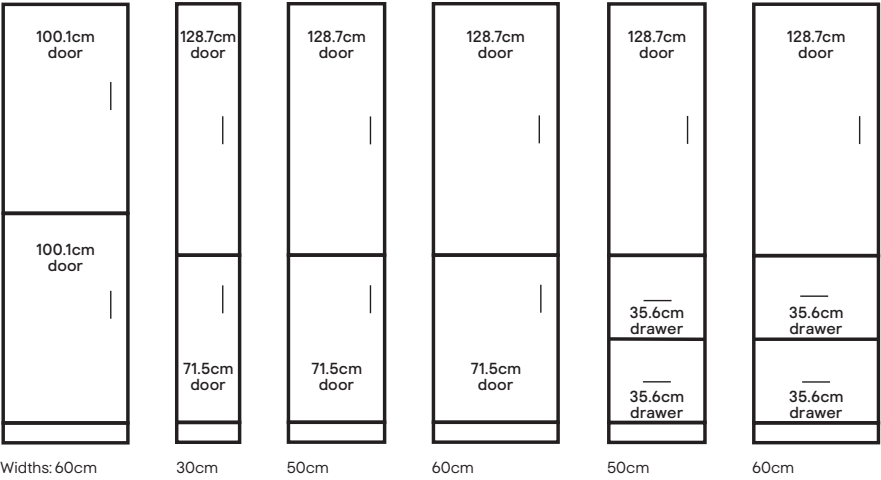 100.1cm
door
128.7cm
door
128.7cm
door
128.7cm
door
128.7cm
door
128.7cm
door
100.1cm
door
35.6cm
drawer
35.6cm
drawer
71.5cm
door
71.5cm
door
71.5cm
door
35.6cm
drawer
35.6cm
drawer
Widths: 60cm
30cm
50cm
60cm
50cm
60cm